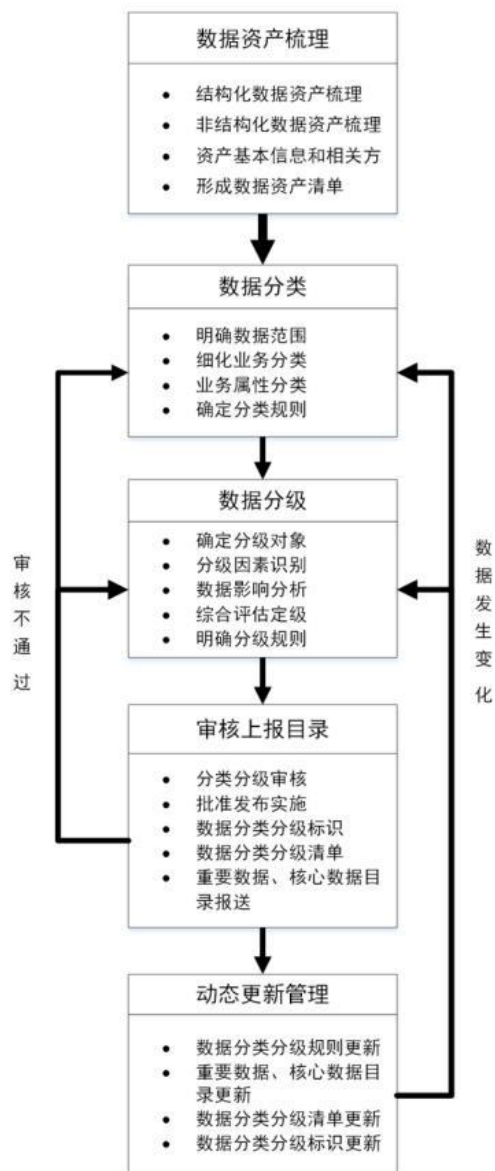 数据资产梳理
结构化数据资产梳理
非结构化数据资产梳理
资产基本信息和相关方
形成数据资产清单
数据分类
明确数据范围
细化业务分类
业务属性分类
确定分类规则
数据分级
确定分级对象
分级因素识别
数据影响分析
综合评估定级
明确分级规则
审核不通过
数据发生变化
审核上报目录
分类分级审核
批准发布实施
数据分类分级标识
数据分类分级清单
重要数据、核心数据目
录报送
动态更新管理
数据分类分级规则更新
重要数据、核心数据目
录更新
数据分类分级清单更新
数据分类分级标识更新